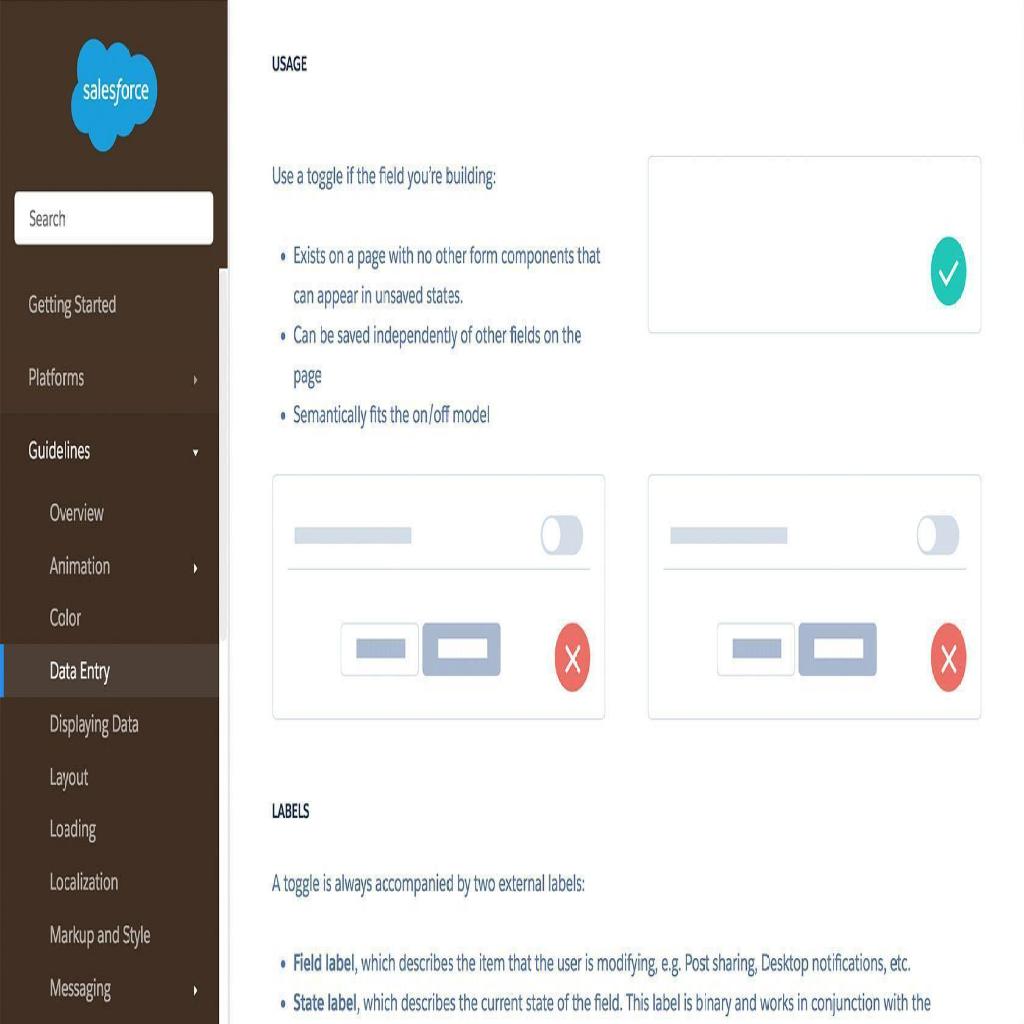 salesforce
Search
Getting Started
Platforms
Guidelines
Overview
Animation
Color
Data Entry
Displaying Data
Layout
Loading
Localization
Markup and Style
Messaging
USAGE
Use a toggle if the field you're building:
• Exists on a page with no other form components that
can appear in unsaved states.
• Can be saved independently of other fields on the
page
• Semantically fits the on/off model
LABELS
A toggle is always accompanied by two external labels:
• Field label, which describes the item that the user is modifying, e.g. Post sharing, Desktop notifications, etc.
• State label, which describes the current state of the field. This label is binary and works in conjunction with the